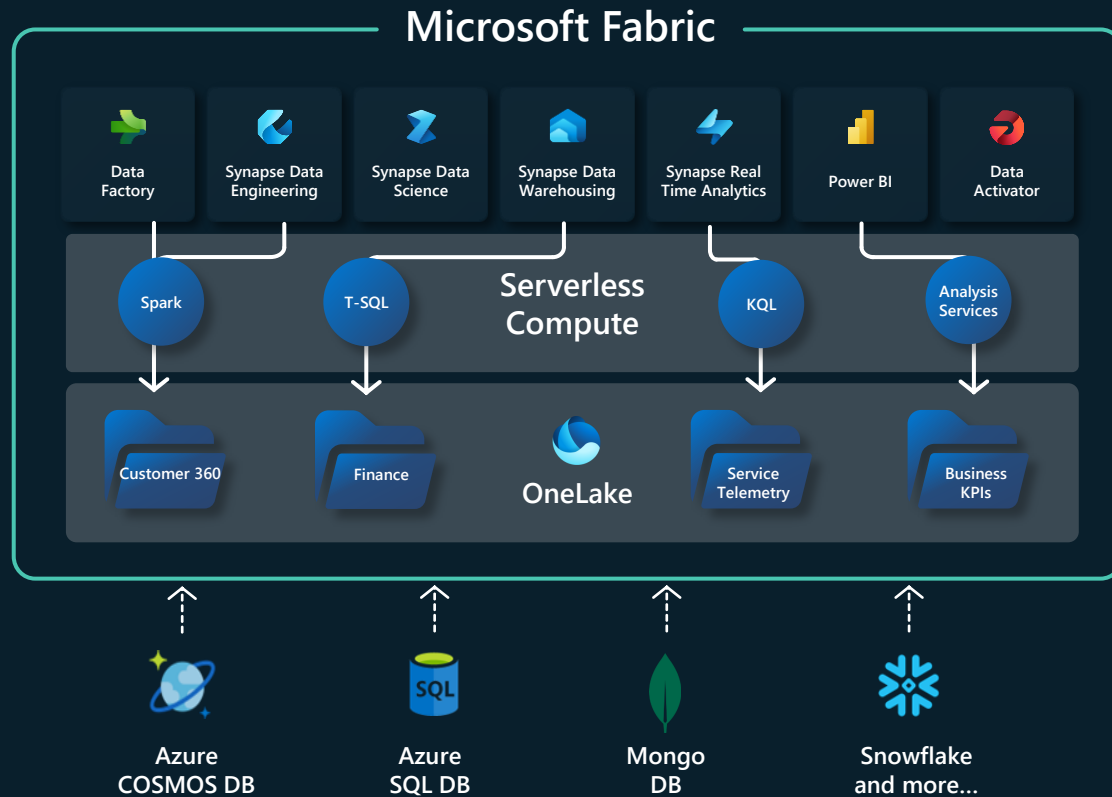 Microsoft Fabric
Data
Factory
Synapse Data
Engineering
Synapse Data
Science
Synapse Data
Warehousing
Synapse Real
Time Analytics
Power BI
Data
Activator
Spark
T-SQL
Serverless
Compute
KQL
Analysis
Services
Customer 360
Finance
OneLake
Service
Telemetry
Business
KPIs
SQL
Azure
COSMOS DB
Azure
SQL DB
Mongo
DB
Snowflake
and more...